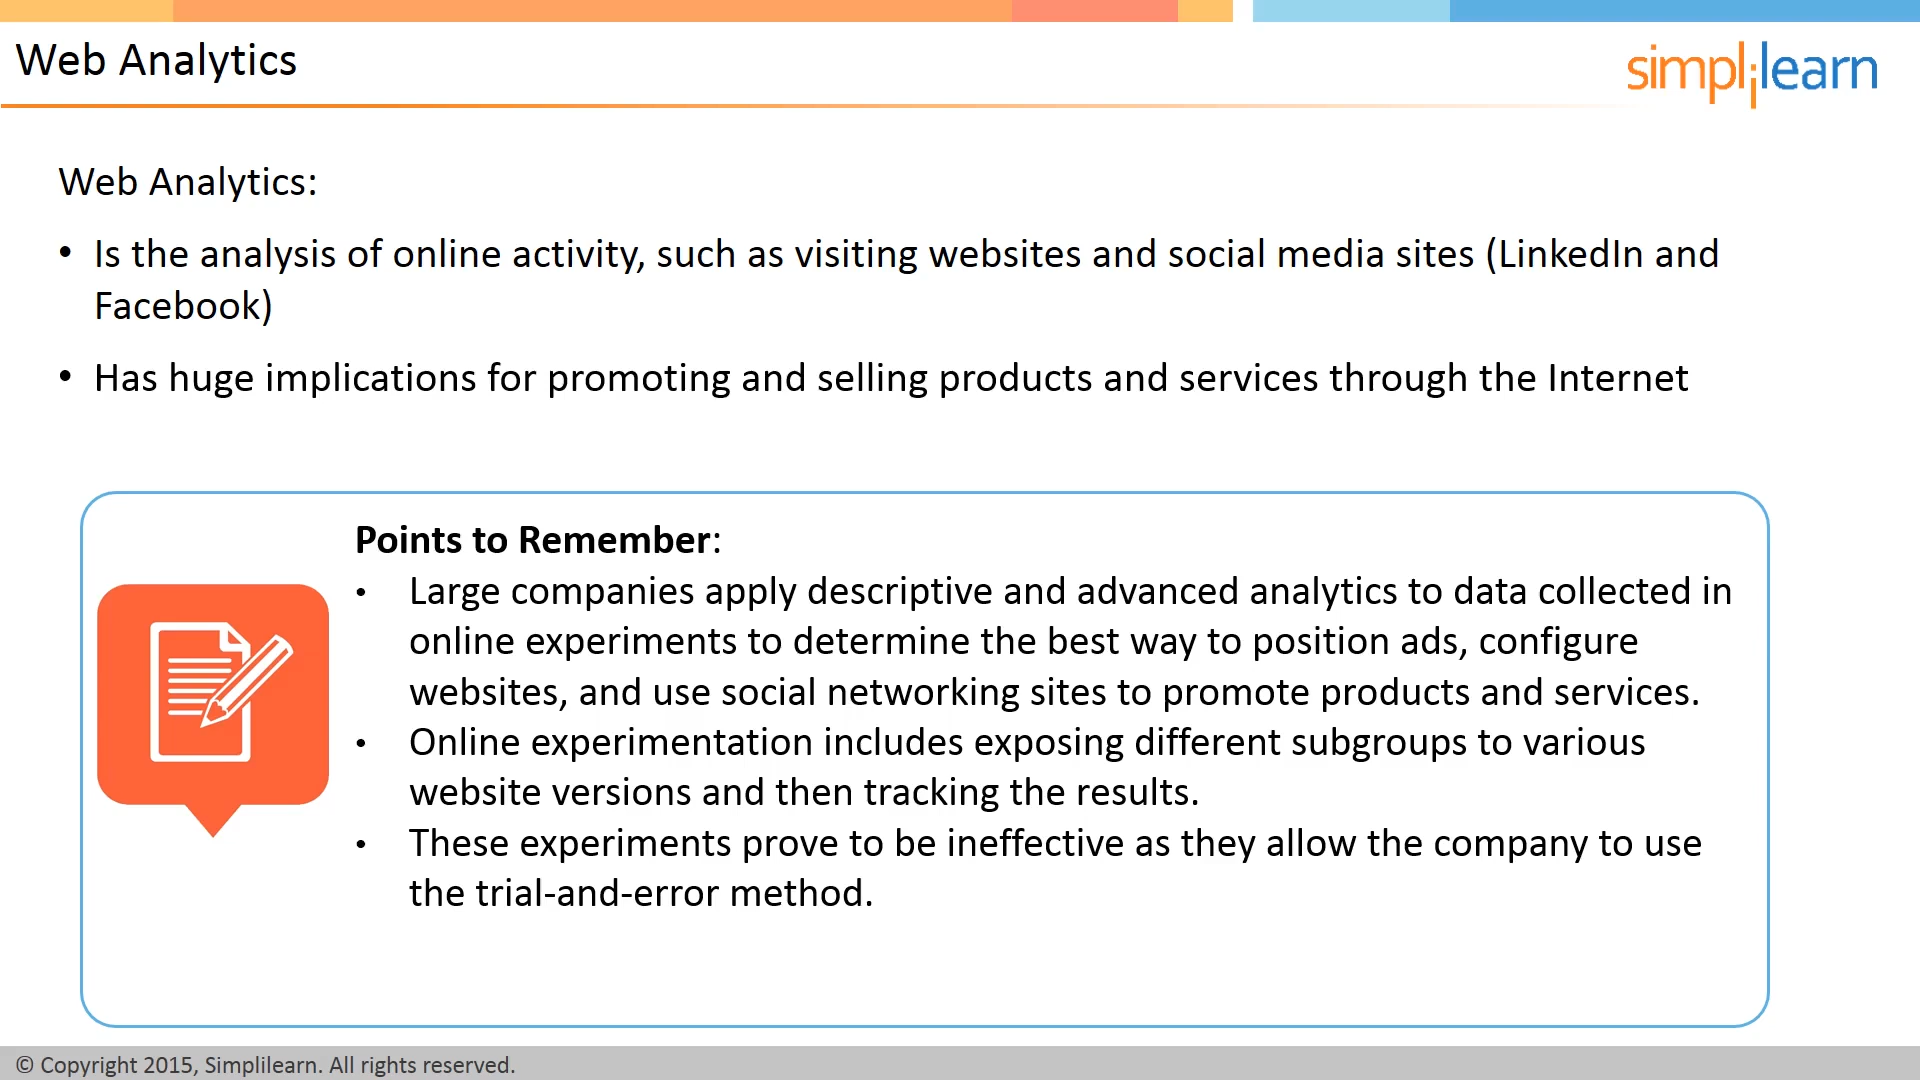 Web Analytics
simplilearn
Web Analytics:
• Is the analysis of online activity, such as visiting websites and social media sites (LinkedIn and
Facebook)
• Has huge implications for promoting and selling products and services through the Internet
Points to Remember:
• Large companies apply descriptive and advanced analytics to data collected in
online experiments to determine the best way to position ads, configure
websites, and use social networking sites to promote products and services.
• Online experimentation includes exposing different subgroups to various
website versions and then tracking the results.
• These experiments prove to be ineffective as they allow the company to use
the trial-and-error method.
© Copyright 2015, Simplilearn. All rights reserved.